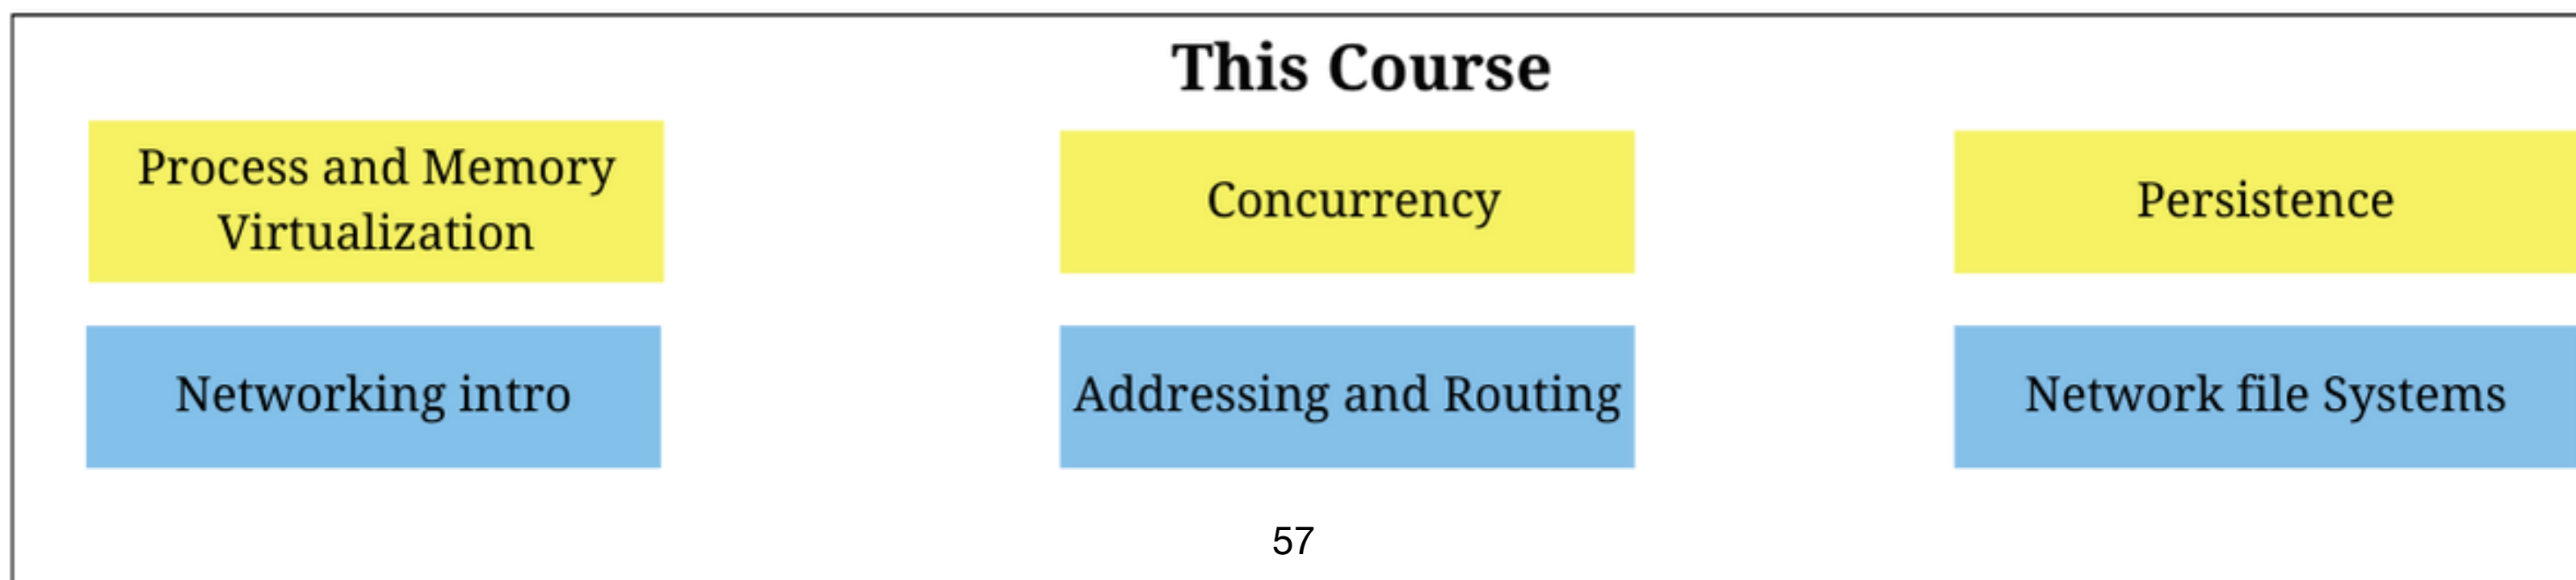 This Course
Process and Memory
Virtualization
Concurrency
Persistence
Networking intro
Addressing and Routing
Network file Systems
57